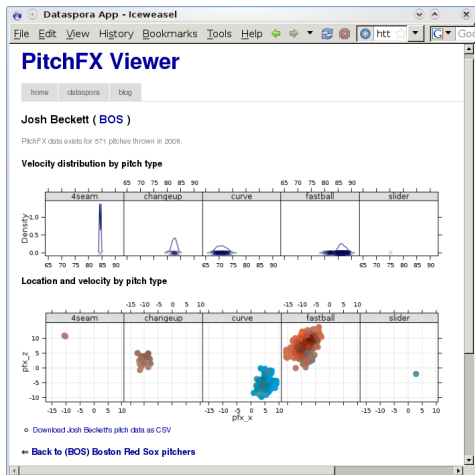 Dataspora App - Iceweasel
File Edit View History Bookmarks Tools Help htt G Goo
PitchFX Viewer
home dataspora blog
Josh Beckett ( BOS )
PitchFX data exists for 571 pitches thrown in 2008.
Velocity distribution by pitch type
65 70 75 80 85 90 65 70 75 80 85 90
4seam changeup curve fastball slider
Density
1.0
0.5
0.0
65 70 75 80 85 90 65 70 75 80 85 90 65 70 75 80 85 90
Location and velocity by pitch type
-15 -10 -5 0 5 10 -15 -10 -5 0 5 10
4seam changeup curve fastball slider
pfx_z
10
5
0
-5
-10
-15 -10 -5 0 5 10 -15 -10 -5 0 5 10 -15 -10 -5 0 5 10
pfx_x
Download Josh Beckett's pitch data as CSV
⇐ Back to (BOS) Boston Red Sox pitchers